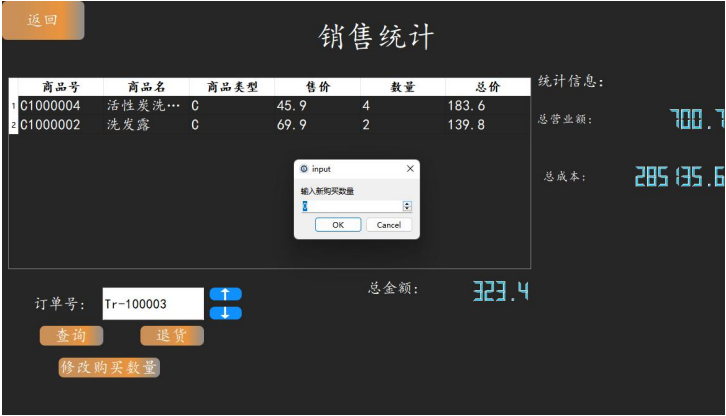 返回
销售统计
商品号 商品名 商品类型 售价 数量 总价
1 C1000004 活性炭洗… C 45.9 4 183.6
2 C1000002 洗发露 C 69.9 2 139.8
统计信息:
总营业额: 700.7
总成本: 285135.6
input
输入新购买数量
0
OK Cancel
总金额: 323.4
订单号: Tr-100003
查询 退货
修改购买数量